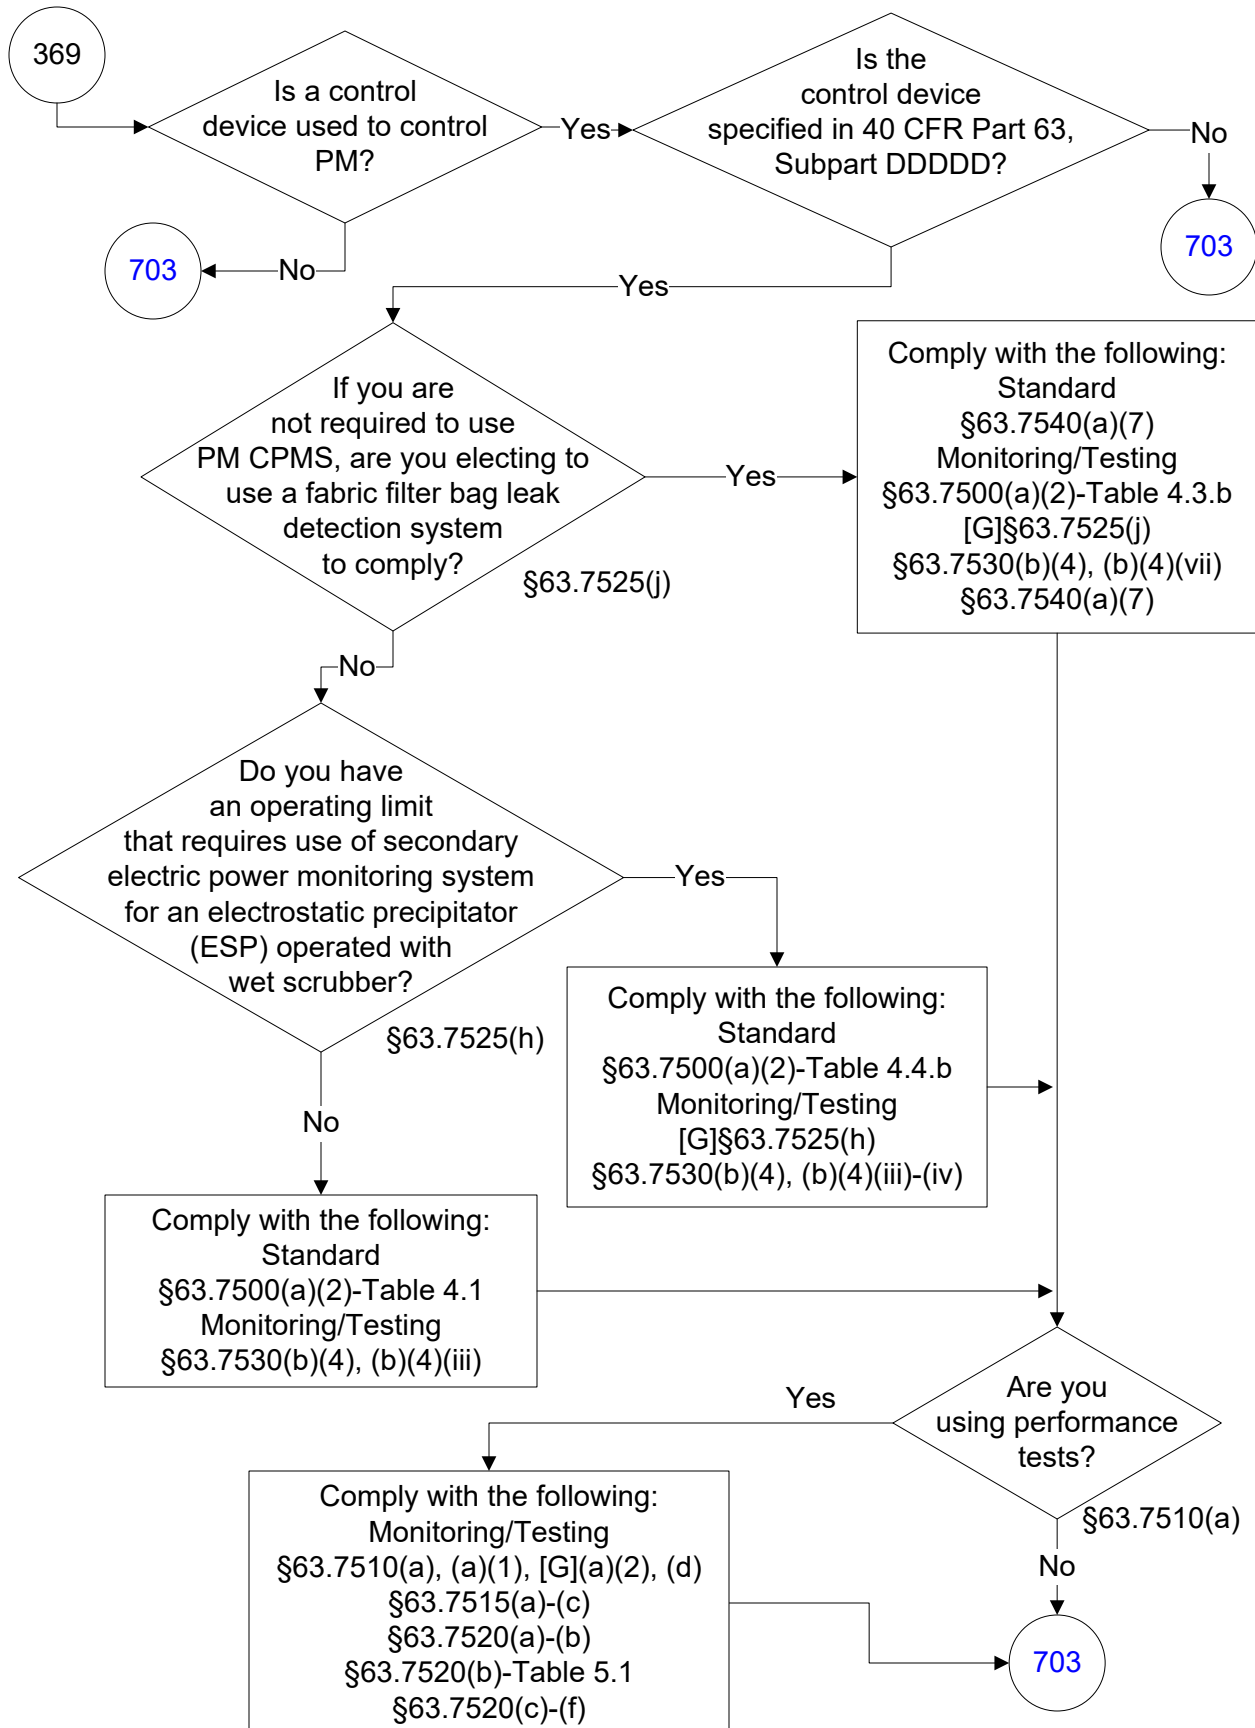 369
Is a control
device used to control
PM?
Yes
Is the
control device
specified in 40 CFR Part 63,
Subpart DDDDD?
No
703
No
703
Yes
If you are
not required to use
PM CPMS, are you electing to
use a fabric filter bag leak
detection system
to comply?
§63.7525(j)
Yes
Comply with the following:
Standard
§63.7540(a)(7)
Monitoring/Testing
§63.7500(a)(2)-Table 4.3.b
[G]§63.7525(j)
§63.7530(b)(4), (b)(4)(vii)
§63.7540(a)(7)
No
Do you have
an operating limit
that requires use of secondary
electric power monitoring system
for an electrostatic precipitator
(ESP) operated with
wet scrubber?
§63.7525(h)
Yes
Comply with the following:
Standard
§63.7500(a)(2)-Table 4.4.b
Monitoring/Testing
[G]§63.7525(h)
§63.7530(b)(4), (b)(4)(iii)-(iv)
No
Comply with the following:
Standard
§63.7500(a)(2)-Table 4.1
Monitoring/Testing
§63.7530(b)(4), (b)(4)(iii)
Are you
using performance
tests?
§63.7510(a)
Yes
Comply with the following:
Monitoring/Testing
§63.7510(a), (a)(1), [G](a)(2), (d)
§63.7515(a)-(c)
§63.7520(a)-(b)
§63.7520(b)-Table 5.1
§63.7520(c)-(f)
No
703